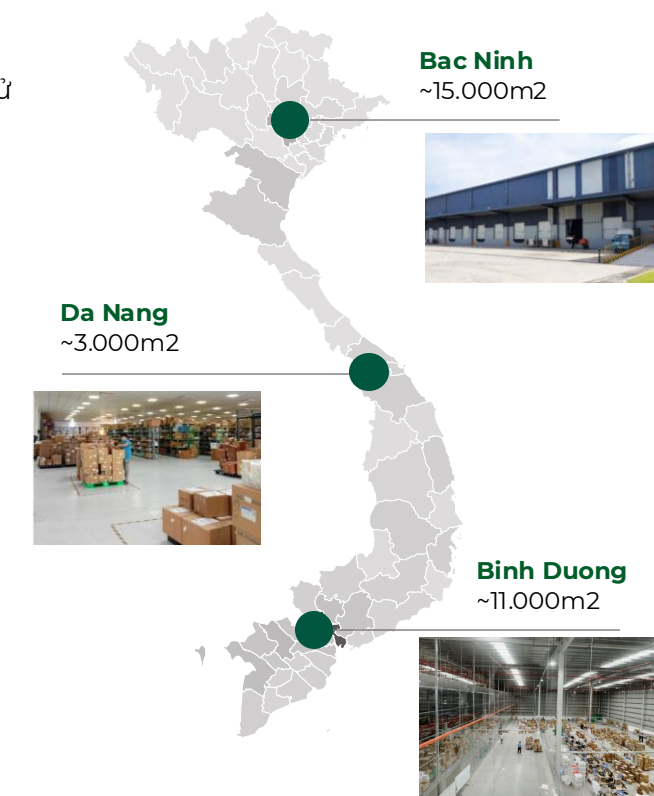 Bac Ninh
~15.000m2
Da Nang
~3.000m2
Binh Duong
~11.000m2